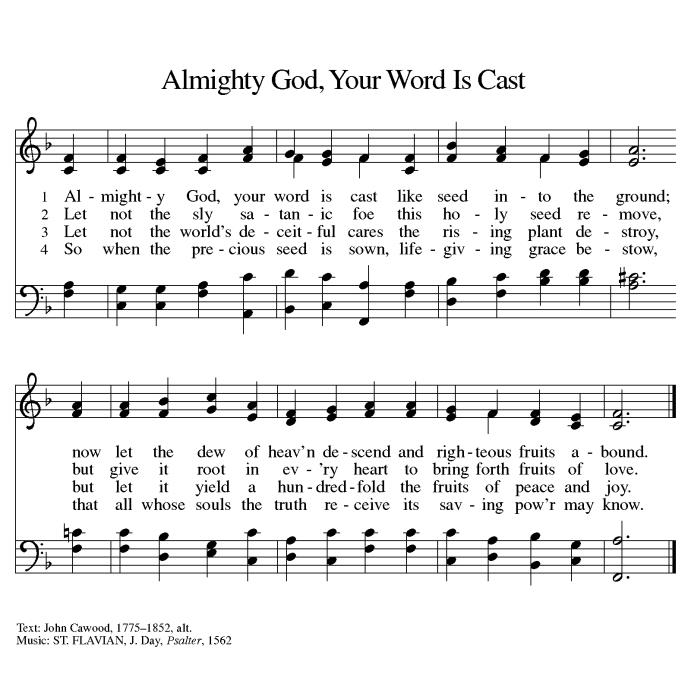 Almighty God, Your Word Is Cast
1 Al - might - y God, your word is cast like seed in - to the ground;
2 Let not the sly sa - tan - ic foe this ho - ly seed re - move,
3 Let not the world's de - ceit - ful cares the ris - ing plant de - stroy,
4 So when the pre - cious seed is sown, life - giv - ing grace be - stow,
now let the dew of heav'n de - scend and righ - teous fruits a - bound.
but give it root in ev - 'ry heart to bring forth fruits of love.
but let it yield a hun - dred - fold the fruits of peace and joy.
that all whose souls the truth re - ceive its sav - ing pow'r may know.
Text: John Cawood, 1775–1852, alt.
Music: ST. FLAVIAN, J. Day, Psalter, 1562